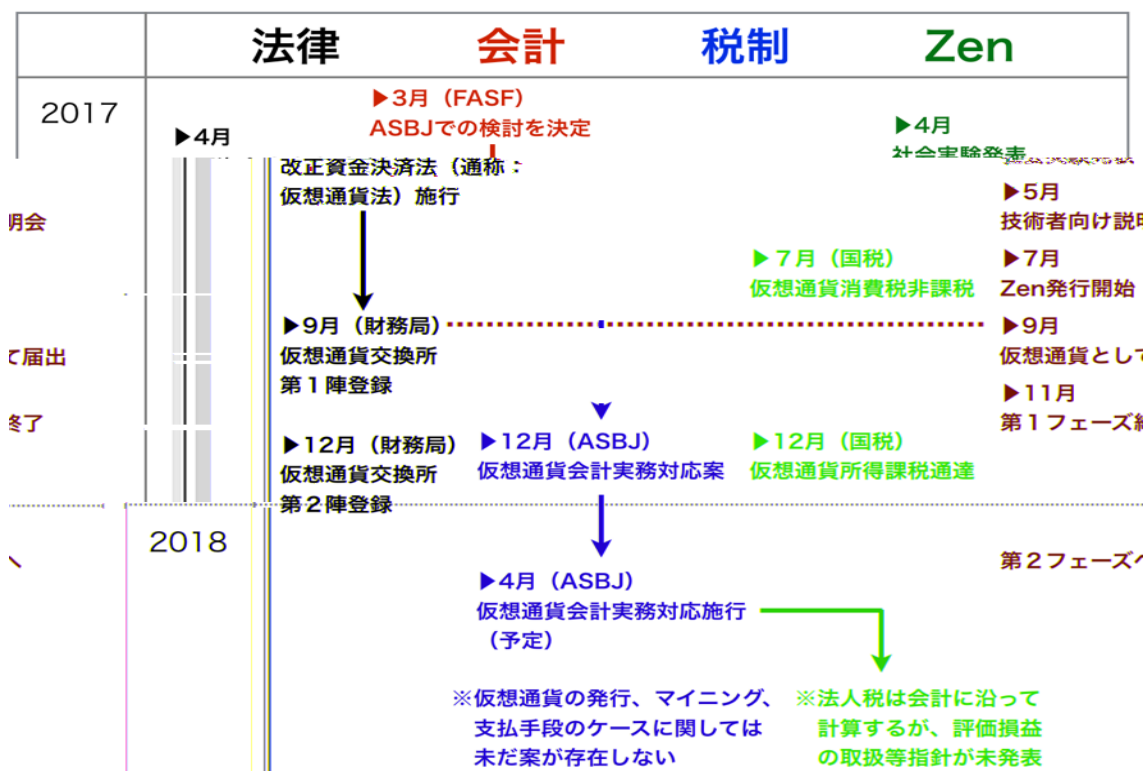 法律 会計 税制 Zen
2017
▶3月（FASF）
ASBJでの検討を決定
▶4月
▶4月
社会実験発表
改正資金決済法（通称：
仮想通貨法）施行
▶5月
技術者向け説明
明会
▶7月（国税）
仮想通貨消費税非課税
▶7月
Zen発行開始
▶9月（財務局）
仮想通貨交換所
第１陣登録
▶9月
仮想通貨として
て届出
▶11月
第１フェーズ終
終了
▶12月（財務局）
仮想通貨交換所
第２陣登録
▶12月（ASBJ）
仮想通貨会計実務対応案
▶12月（国税）
仮想通貨所得課税通達
2018
第２フェーズへ
▶4月（ASBJ）
仮想通貨会計実務対応施行
（予定）
※仮想通貨の発行、マイニング、
支払手段のケースに関しては
未だ案が存在しない
※法人税は会計に沿って
計算するが、評価損益
の取扱等指針が未発表